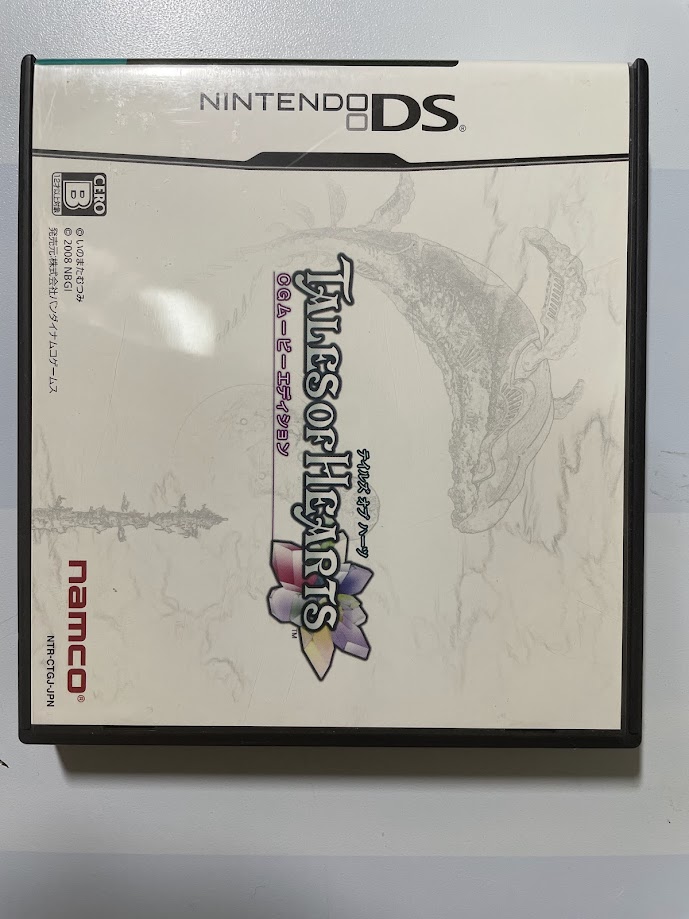 NINTENDO DS®
テイルズ オブ ハーツ
TALES OF HEARTS™
CGムービーエディション
CERO
B
12才以上対象
© いのまたむつみ
© 2008 NBGI
発売元:株式会社バンダイナムコゲームス
namco®
NTR-CTGJ-JPN